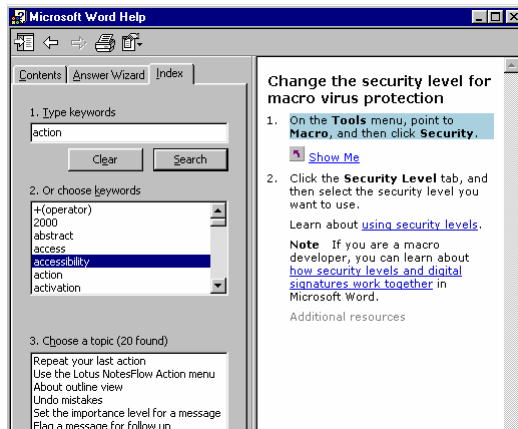 Microsoft Word Help
Contents Answer Wizard Index
1. Type keywords
action
Clear Search
2. Or choose keywords
+(operator)
2000
abstract
access
accessibility
action
activation
3. Choose a topic (20 found)
Repeat your last action
Use the Lotus NotesFlow Action menu
About outline view
Undo mistakes
Set the importance level for a message
Flag a message for follow up
Change the security level for
macro virus protection
1. On the Tools menu, point to
Macro, and then click Security.
Show Me
2. Click the Security Level tab, and
then select the security level you
want to use.
Learn about using security levels.
Note If you are a macro
developer, you can learn about
how security levels and digital
signatures work together in
Microsoft Word.
Additional resources